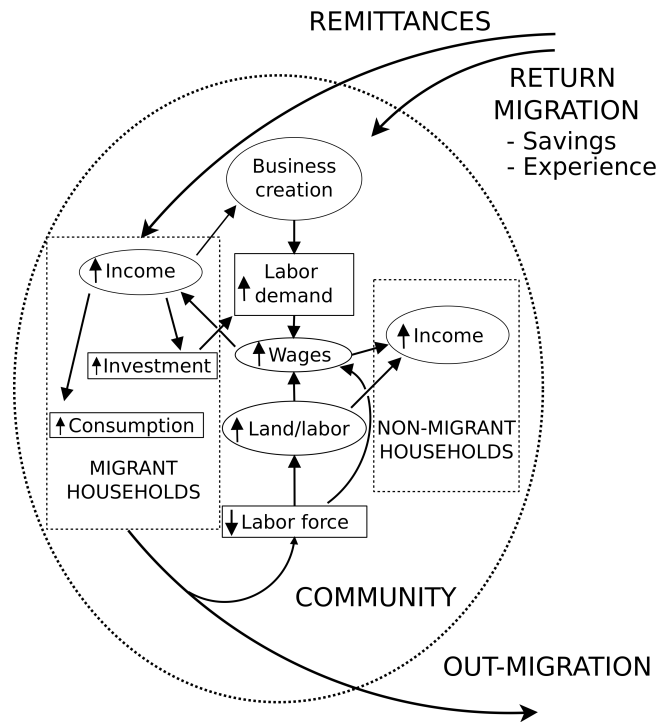 REMITTANCES
RETURN
MIGRATION
- Savings
- Experience
Business
creation
Income
Labor
demand
Income
Wages
Investment
Consumption
Land/labor
NON-MIGRANT
HOUSEHOLDS
MIGRANT
HOUSEHOLDS
Labor force
COMMUNITY
OUT-MIGRATION